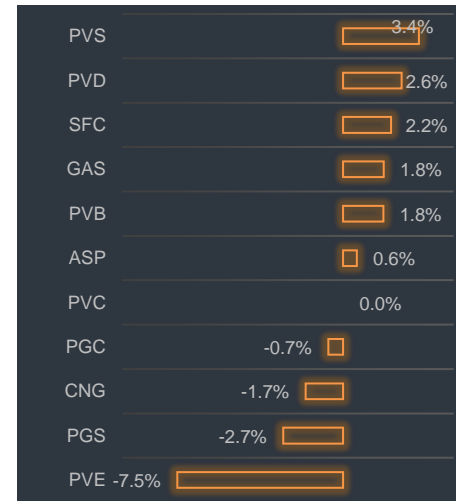 PVS 3.4%
PVD 2.6%
SFC 2.2%
GAS 1.8%
PVB 1.8%
ASP 0.6%
PVC 0.0%
PGC -0.7%
CNG -1.7%
PGS -2.7%
PVE -7.5%